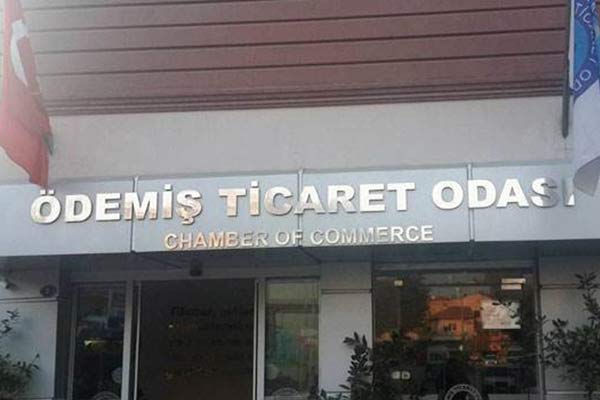 ÖDEMİŞ TİCARET ODASI
CHAMBER OF COMMERCE